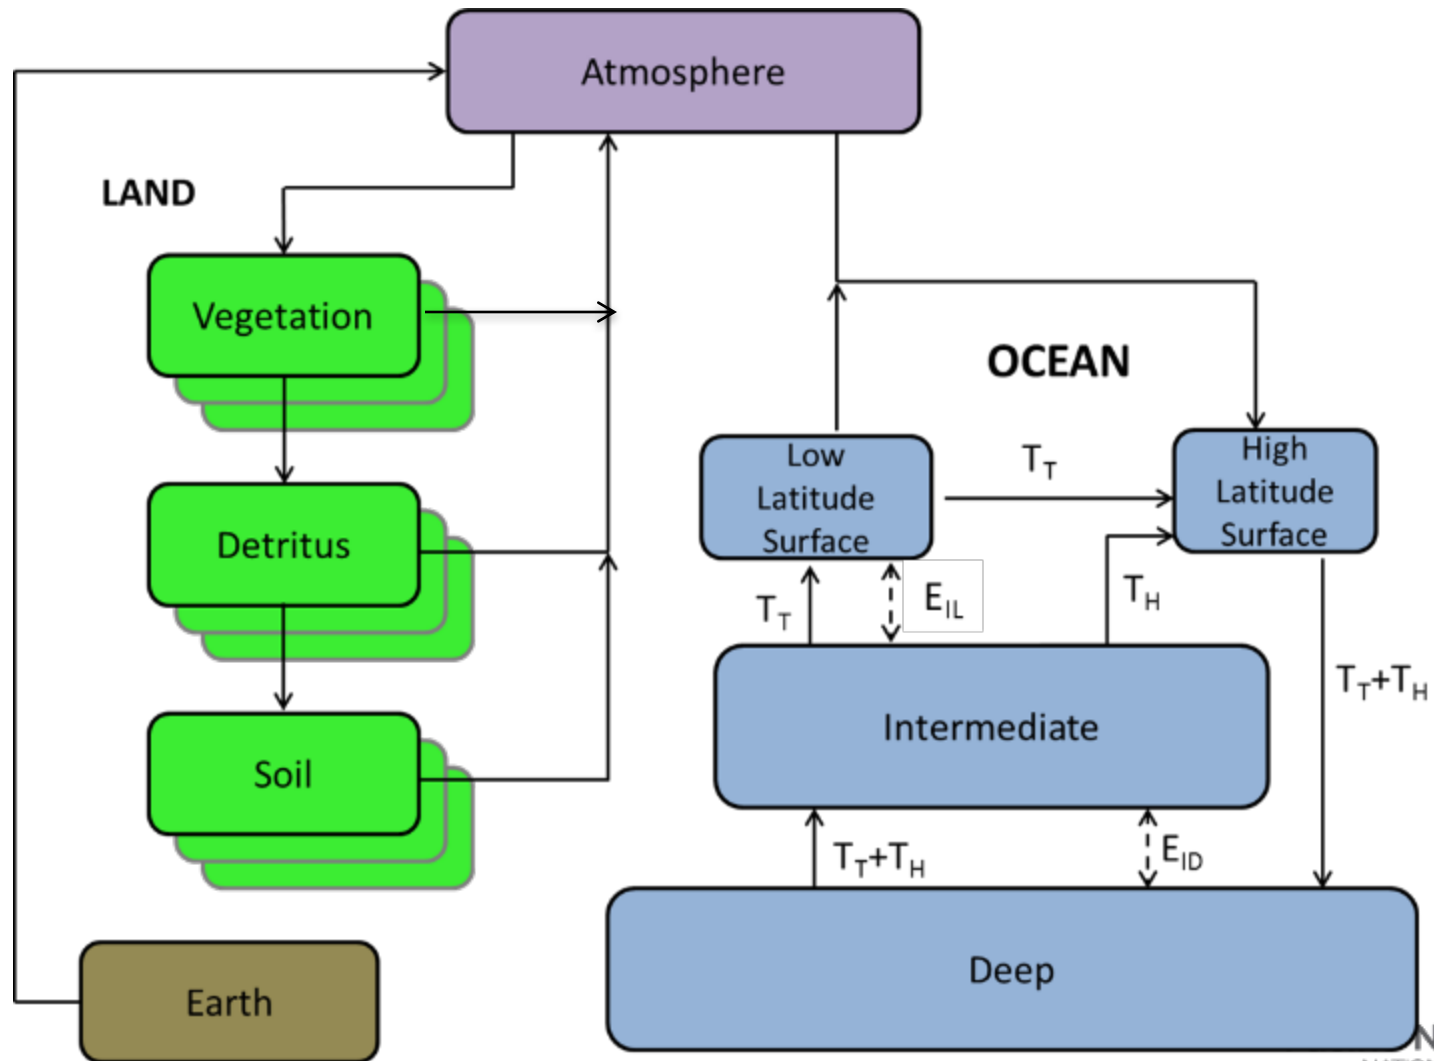 Atmosphere
LAND
Vegetation
OCEAN
Low
Latitude
Surface
T_T
High
Latitude
Surface
Detritus
T_T
E_IL
T_H
Intermediate
T_T+T_H
Soil
T_T+T_H
E_ID
Deep
Earth